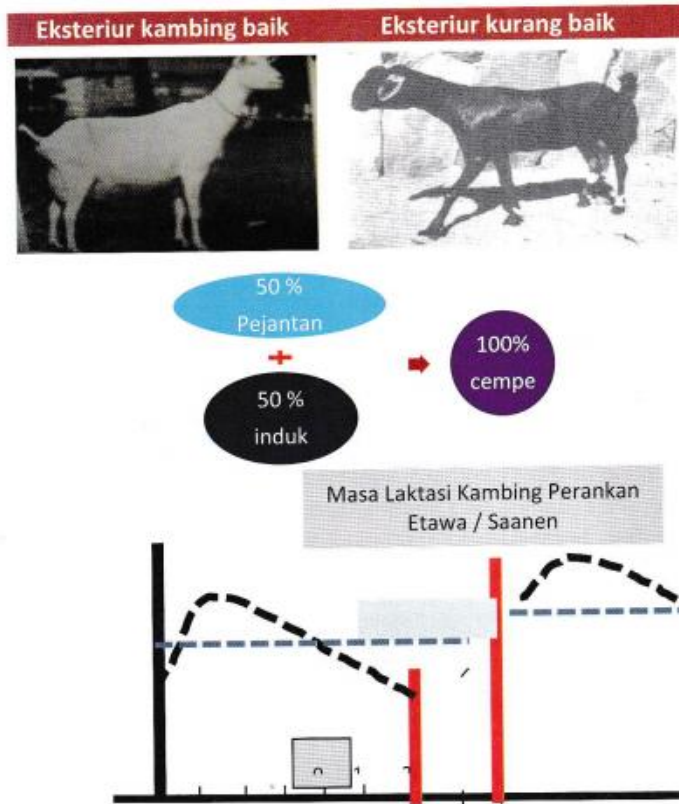 Eksteriur kambing baik
Eksteriur kurang baik
50 %
Pejantan
+
50 %
induk
100%
cempe
Masa Laktasi Kambing Perankan
Etawa / Saanen